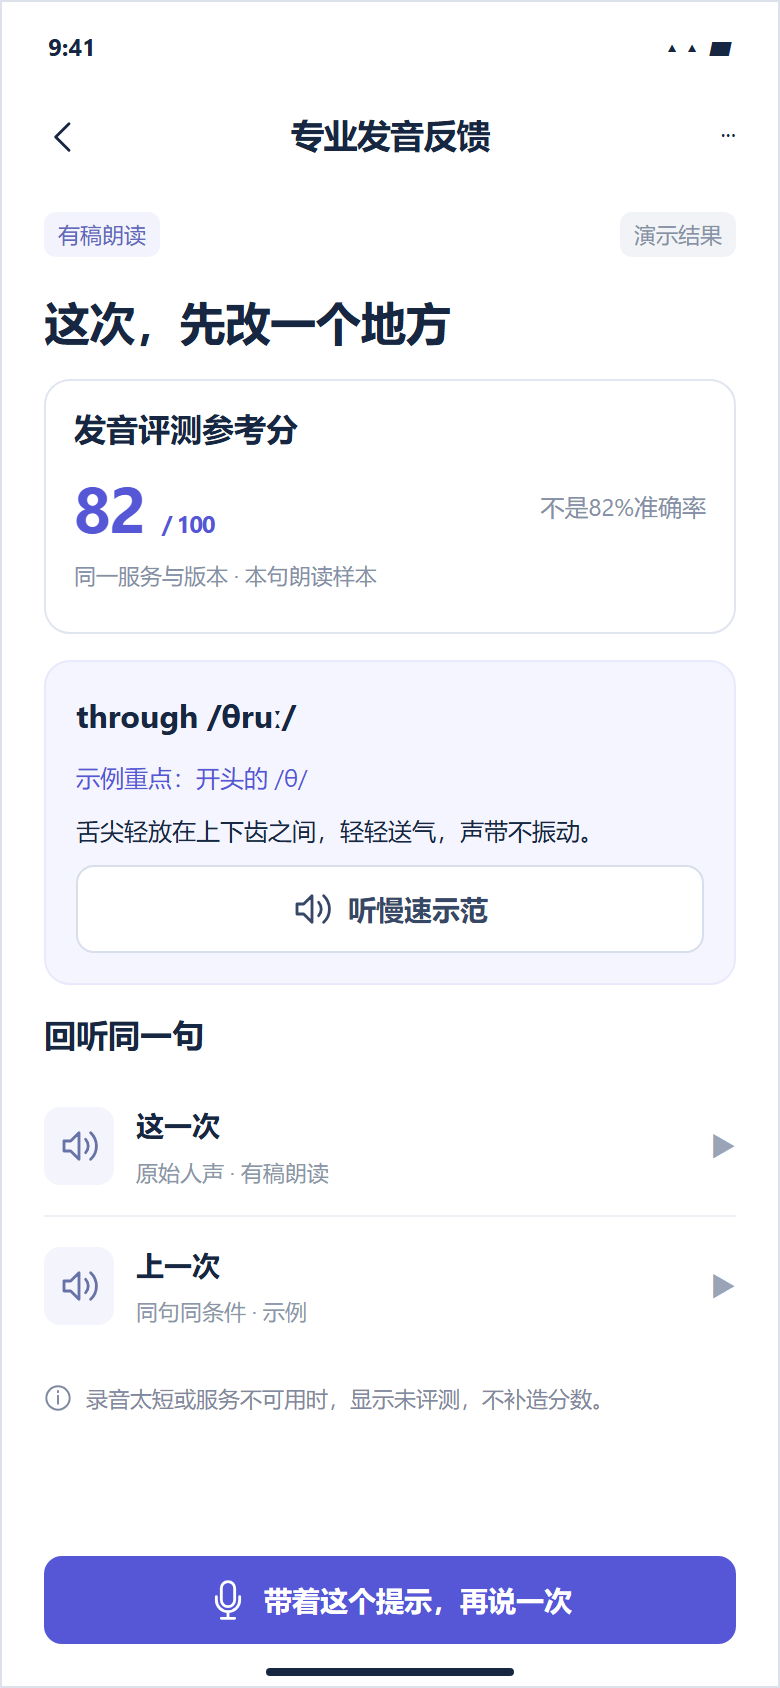 9:41
专业发音反馈
...
有稿朗读
演示结果
这次，先改一个地方
发音评测参考分
82 / 100
不是82%准确率
同一服务与版本 · 本句朗读样本
through /θruː/
示例重点：开头的 /θ/
舌尖轻放在上下齿之间，轻轻送气，声带不振动。
听慢速示范
回听同一句
这一次
原始人声 · 有稿朗读
上一次
同句同条件 · 示例
录音太短或服务不可用时，显示未评测，不补造分数。
带着这个提示，再说一次